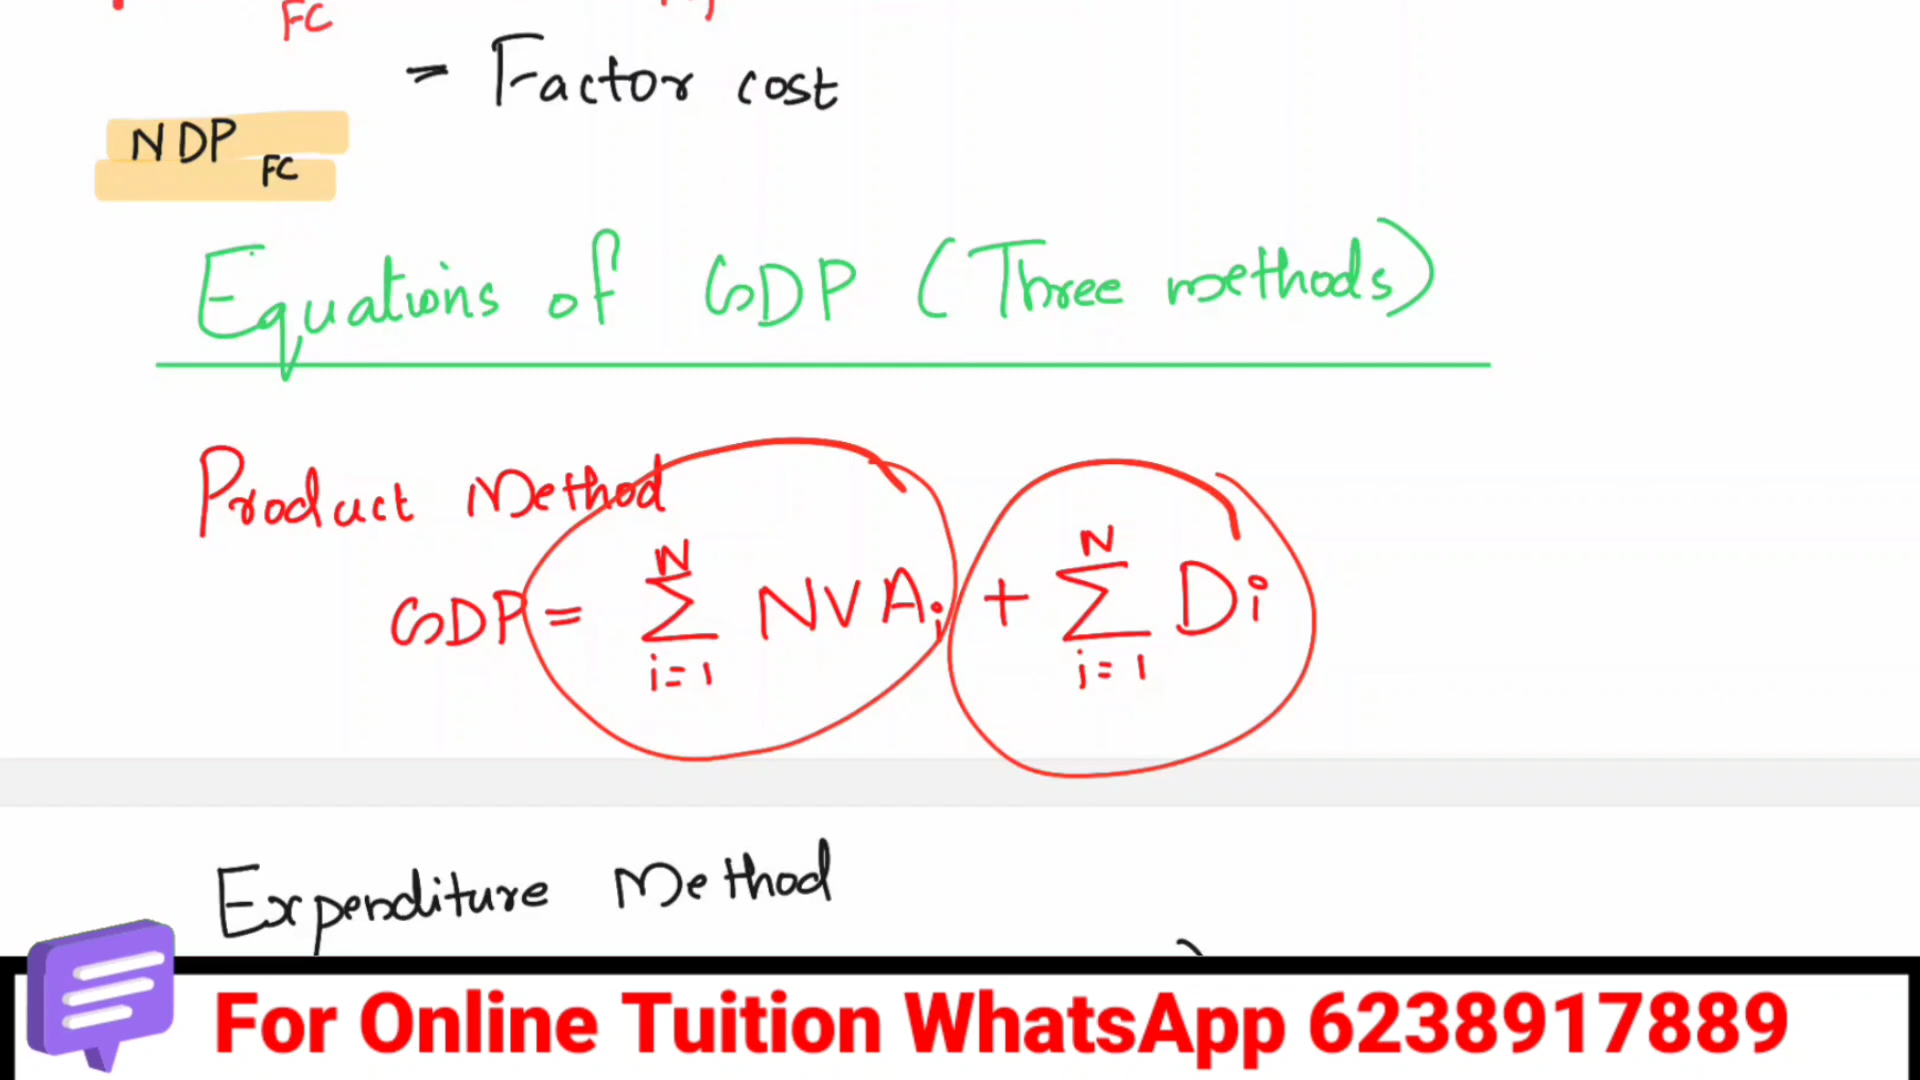 FC
= Factor cost
NDP FC
Equations of GDP (Three methods)
Product Method
GDP = N Σ i=1 NVAi + N Σ i=1 Di
Expenditure Method
For Online Tuition WhatsApp 6238917889